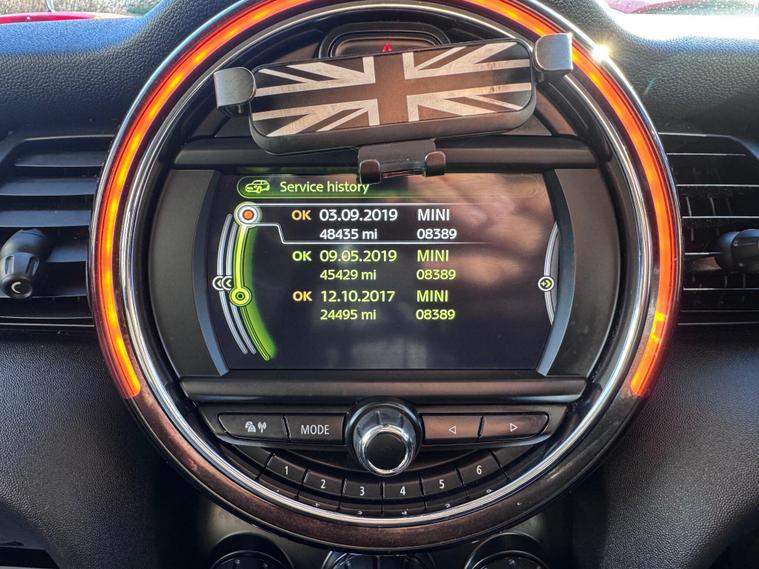 Service history
OK 03.09.2019 MINI
48435 mi 08389
OK 09.05.2019 MINI
45429 mi 08389
OK 12.10.2017 MINI
24495 mi 08389
MODE
1 2 3 4 5 6